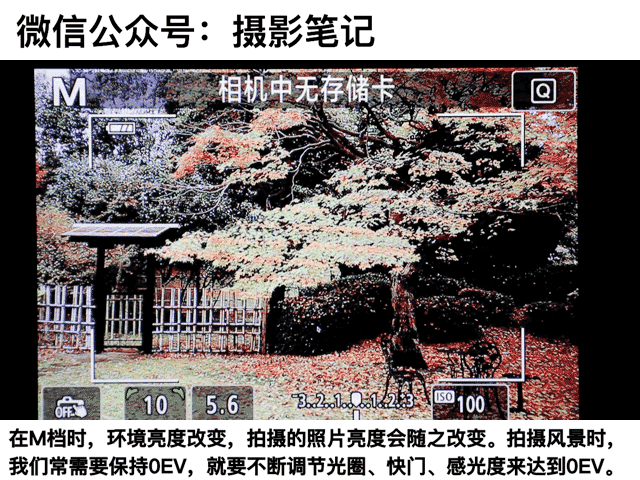 微信公众号：摄影笔记
M
相机中无存储卡
Q
OFF
10
5.6
3..2..1..0..1..2..3
ISO 100
在M档时，环境亮度改变，拍摄的照片亮度会随之改变。拍摄风景时，
我们常需要保持0EV，就要不断调节光圈、快门、感光度来达到0EV。